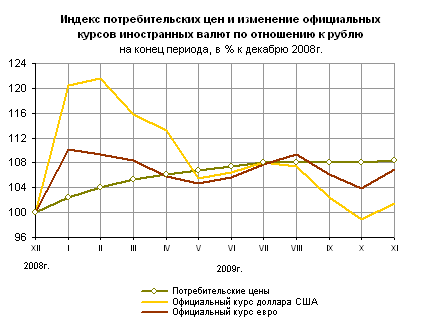 Индекс потребительских цен и изменение официальных
курсов иностранных валют по отношению к рублю
на конец периода, в % к декабрю 2008г.
124
120
116
112
108
104
100
96
XII I II III IV V VI VII VIII IX X XI
2008г. 2009г.
Потребительские цены
Официальный курс доллара США
Официальный курс евро